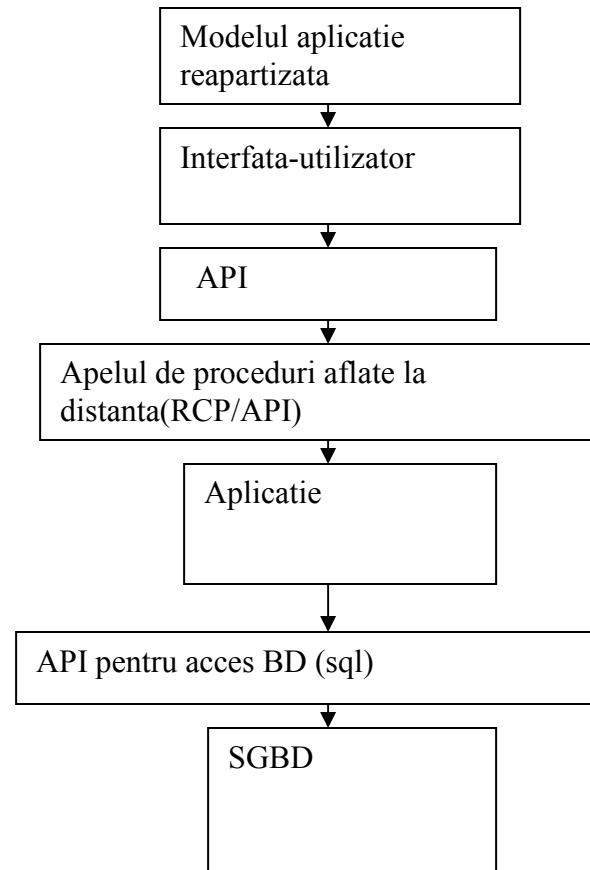 Modelul aplicatie
reapartizata
Interfata-utilizator
API
Apelul de proceduri aflate la
distanta(RCP/API)
Aplicatie
API pentru acces BD (sql)
SGBD